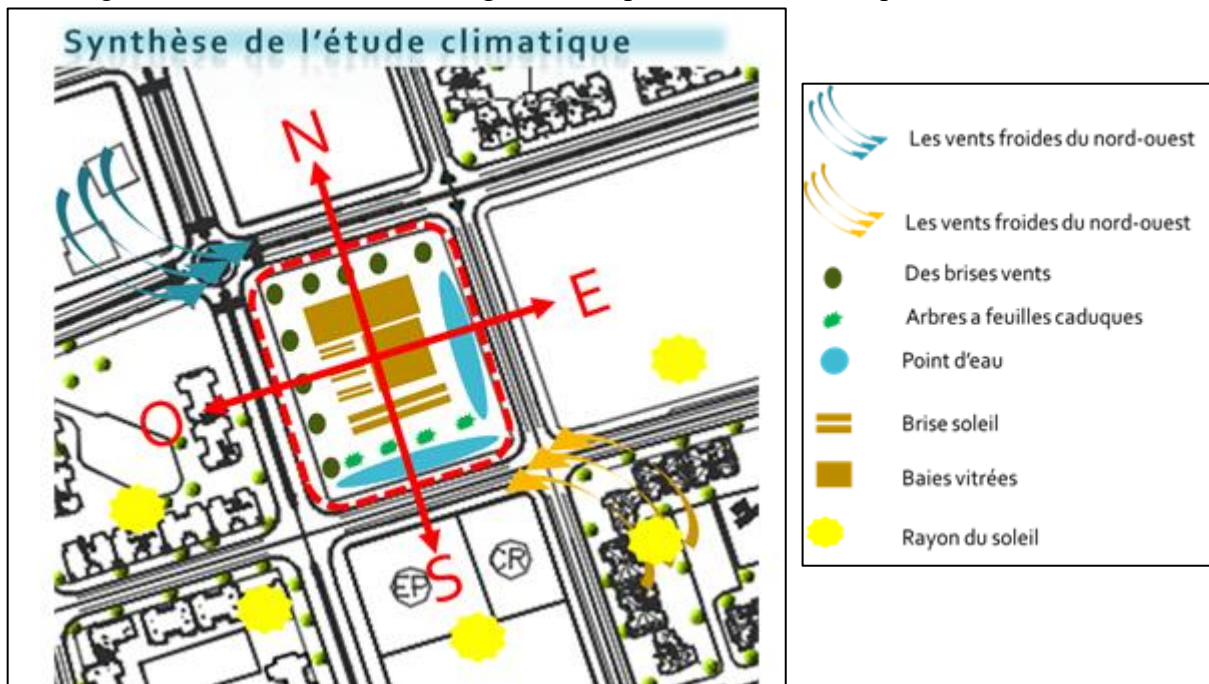 Synthèse de l'étude climatique
N
E
O
S
EP
CR
Les vents froides du nord-ouest
Les vents froides du nord-ouest
Des brises vents
Arbres a feuilles caduques
Point d'eau
Brise soleil
Baies vitrées
Rayon du soleil